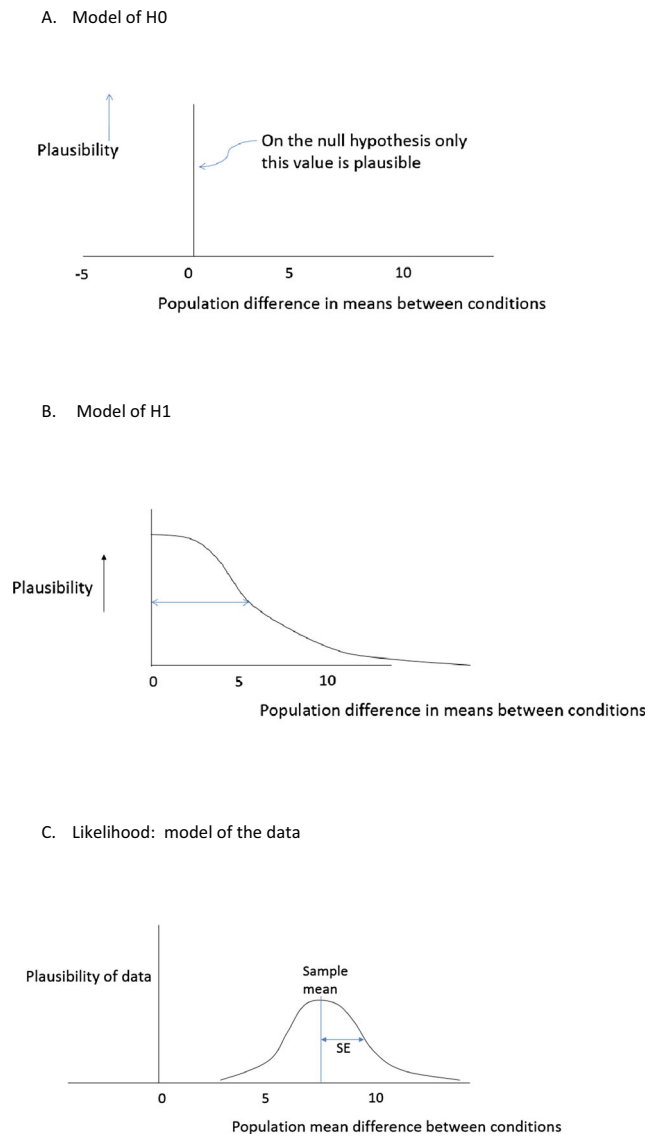 A. Model of H0
Plausibility
On the null hypothesis only
this value is plausible
-5 0 5 10
Population difference in means between conditions
B. Model of H1
Plausibility
0 5 10
Population difference in means between conditions
C. Likelihood: model of the data
Plausibility of data
Sample
mean
SE
0 5 10
Population mean difference between conditions